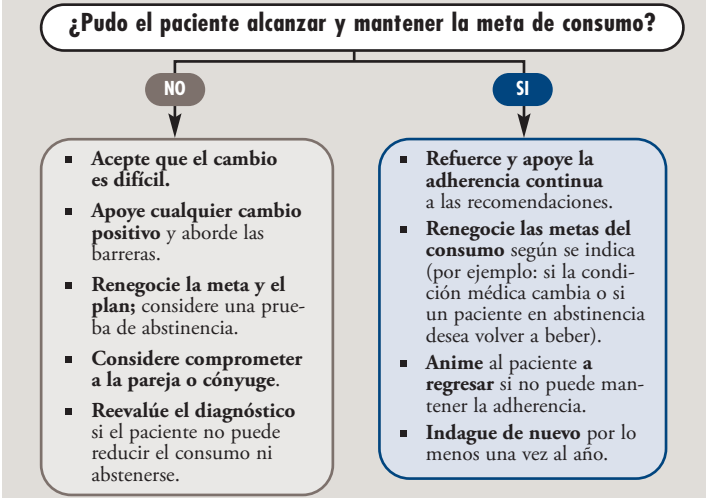 ¿Pudo el paciente alcanzar y mantener la meta de consumo?
NO
SI
▪ Acepte que el cambio
es difícil.
▪ Apoye cualquier cambio
positivo y aborde las
barreras.
▪ Renegocie la meta y el
plan; considere una prue-
ba de abstinencia.
▪ Considere comprometer
a la pareja o cónyuge.
▪ Reevalúe el diagnóstico
si el paciente no puede
reducir el consumo ni
abstenerse.
▪ Refuerce y apoye la
adherencia continua
a las recomendaciones.
▪ Renegocie las metas del
consumo según se indica
(por ejemplo: si la condi-
ción médica cambia o si
un paciente en abstinencia
desea volver a beber).
▪ Anime al paciente a
regresar si no puede man-
tener la adherencia.
▪ Indague de nuevo por lo
menos una vez al año.